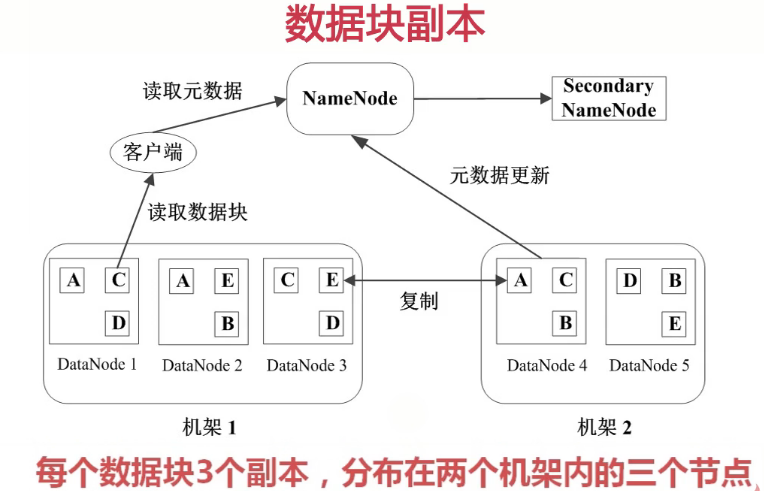 数据块副本
读取元数据
NameNode
Secondary
NameNode
客户端
元数据更新
读取数据块
A C
D
A E
B
C E
D
复制
A C
B
D B
E
DataNode 1
DataNode 2
DataNode 3
DataNode 4
DataNode 5
机架 1
机架 2
每个数据块3个副本，分布在两个机架内的三个节点